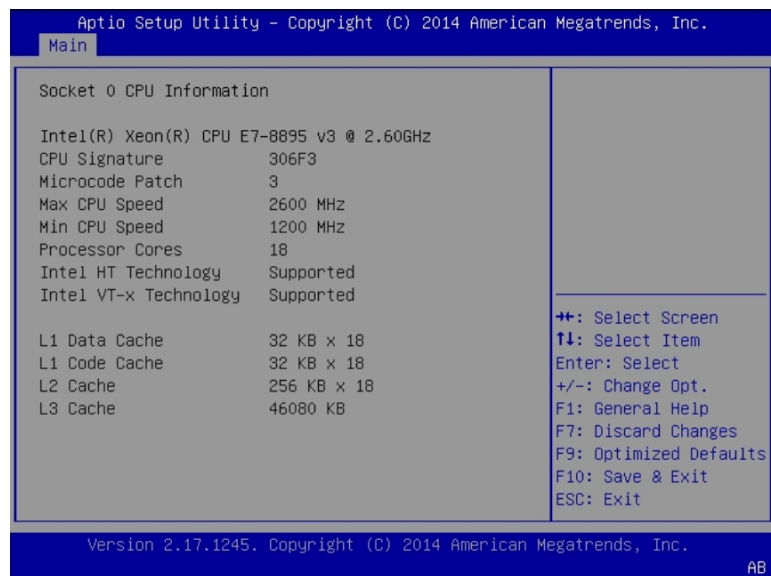 Aptio Setup Utility – Copyright (C) 2014 American Megatrends, Inc.
Main
Socket 0 CPU Information
Intel(R) Xeon(R) CPU E7-8895 v3 @ 2.60GHz
CPU Signature 306F3
Microcode Patch 3
Max CPU Speed 2600 MHz
Min CPU Speed 1200 MHz
Processor Cores 18
Intel HT Technology Supported
Intel VT-x Technology Supported
L1 Data Cache 32 KB x 18
L1 Code Cache 32 KB x 18
L2 Cache 256 KB x 18
L3 Cache 46080 KB
→←: Select Screen
↑↓: Select Item
Enter: Select
+/-: Change Opt.
F1: General Help
F7: Discard Changes
F9: Optimized Defaults
F10: Save & Exit
ESC: Exit
Version 2.17.1245. Copyright (C) 2014 American Megatrends, Inc.
AB